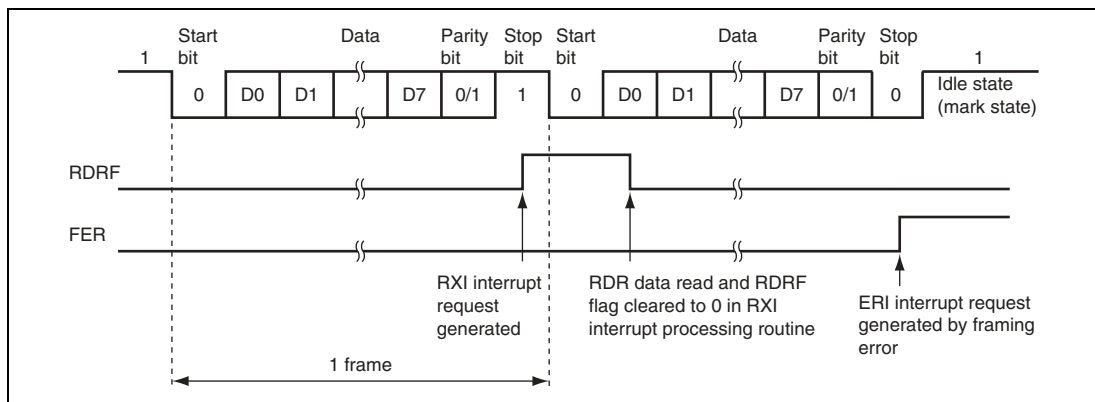 Start bit Data Parity bit Stop bit Start bit Data Parity bit Stop bit
1 1
0 D0 D1 D7 0/1 1 0 D0 D1 D7 0/1 0 Idle state (mark state)
RDRF
FER
RXI interrupt
request
generated
RDR data read and RDRF
flag cleared to 0 in RXI
interrupt processing routine
ERI interrupt request
generated by framing
error
1 frame